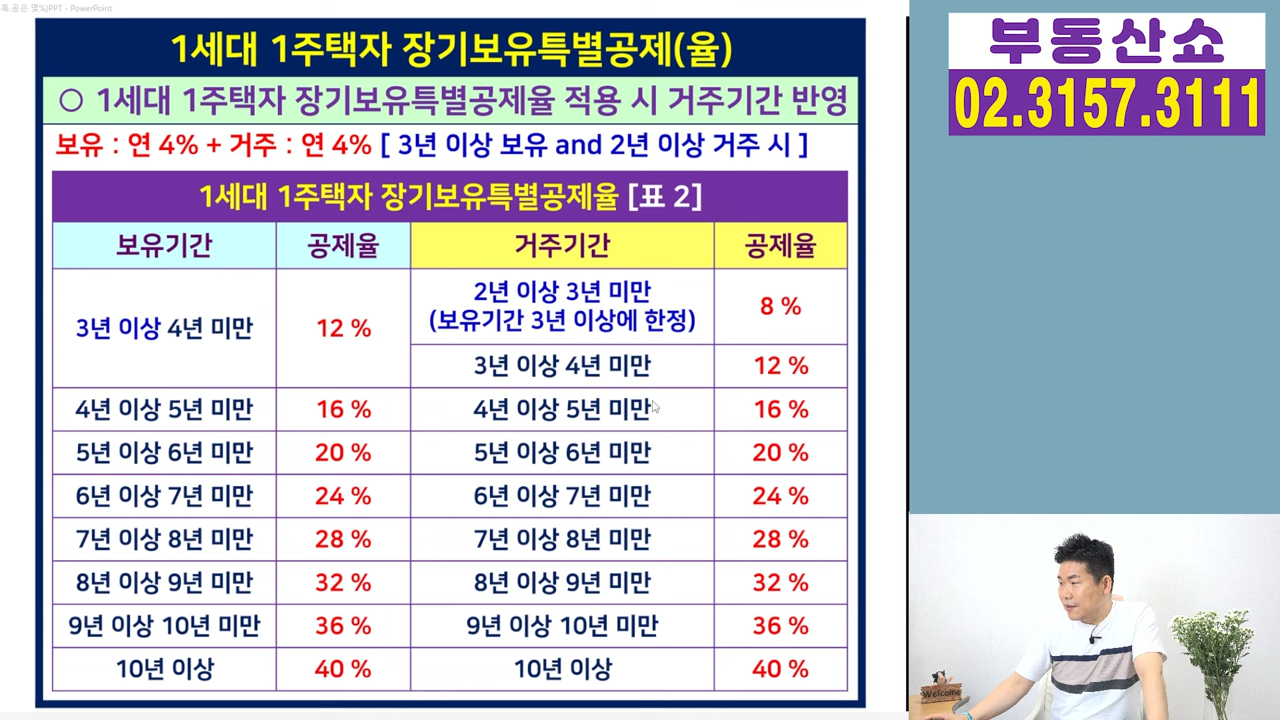 특.공은 몇%)PPT - PowerPoint
1세대 1주택자 장기보유특별공제(율)
○ 1세대 1주택자 장기보유특별공제율 적용 시 거주기간 반영
보유 : 연 4% + 거주 : 연 4% [ 3년 이상 보유 and 2년 이상 거주 시 ]
1세대 1주택자 장기보유특별공제율 [표 2]
보유기간 공제율 거주기간 공제율
3년 이상 4년 미만 12 % 2년 이상 3년 미만 8 %
(보유기간 3년 이상에 한정)
3년 이상 4년 미만 12 %
4년 이상 5년 미만 16 % 4년 이상 5년 미만 16 %
5년 이상 6년 미만 20 % 5년 이상 6년 미만 20 %
6년 이상 7년 미만 24 % 6년 이상 7년 미만 24 %
7년 이상 8년 미만 28 % 7년 이상 8년 미만 28 %
8년 이상 9년 미만 32 % 8년 이상 9년 미만 32 %
9년 이상 10년 미만 36 % 9년 이상 10년 미만 36 %
10년 이상 40 % 10년 이상 40 %
부동산쇼
02.3157.3111
Welcome